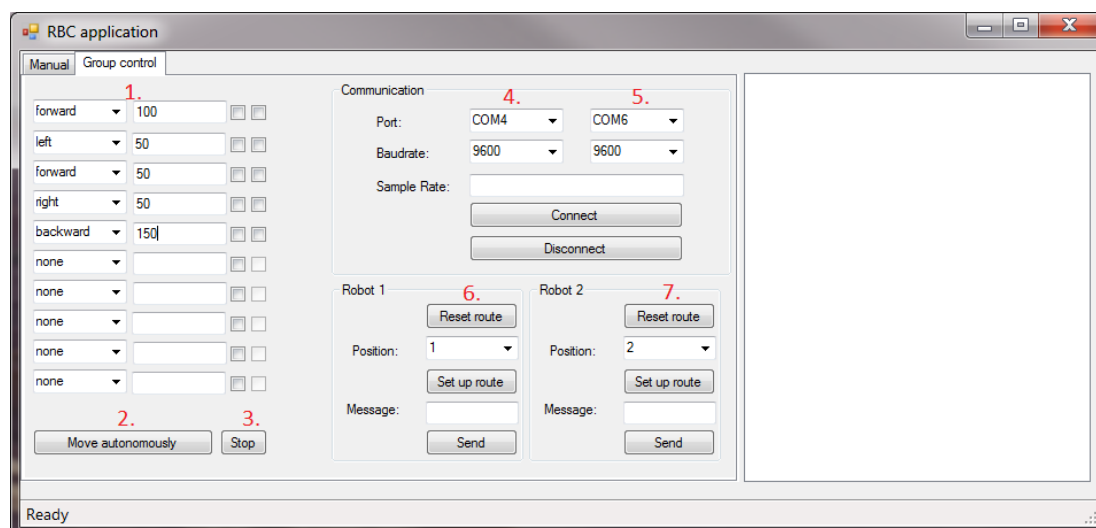 RBC application
Manual Group control
1.
forward 100
left 50
forward 50
right 50
backward 150
none
none
none
none
none
2. 3.
Move autonomously Stop
Communication
4. 5.
Port: COM4 COM6
Baudrate: 9600 9600
Sample Rate:
Connect
Disconnect
Robot 1
6.
Reset route
Position: 1
Set up route
Message:
Send
Robot 2
7.
Reset route
Position: 2
Set up route
Message:
Send
Ready